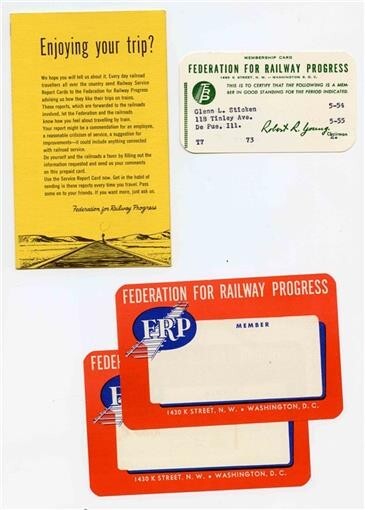 Enjoying your trip?
We hope you will tell us about it. Every day railroad
travellers all over the country send Railway Service
Report Cards to the Federation for Railway Progress
advising us how they like their trips on trains.
These reports, which are forwarded to the railroads
involved, let the Federation and the railroads
know how you feel about travelling by train.
Your report might be a commendation for an employee,
a reasonable criticism of service, a suggestion for
improvements—it could include anything connected
with railroad service.
Do yourself and the railroads a favor by filling out the
information requested and send us your comments
on this prepaid card.
Use the Service Report Card now. Get in the habit of
sending in these reports every time you travel. Pass
some on to your friends. If you want more, just ask us.
Federation for Railway Progress
MEMBERSHIP CARD
FEDERATION FOR RAILWAY PROGRESS
1430 K STREET, N. W. — WASHINGTON 5, D. C.
THIS IS TO CERTIFY THAT THE FOLLOWING IS A MEM-
BER IN GOOD STANDING FOR THE PERIOD INDICATED.
Glenn L. Sticken
5-54
118 Tinley Ave.
De Pue, Ill.
5-55
Robert R. Young
Chairman
T7
73
FEDERATION FOR RAILWAY PROGRESS
FRP
MEMBER
1430 K STREET, N. W. • WASHINGTON, D. C.
FEDE
FRP
1430 K STREET, N. W. • WASHINGTON, D. C.